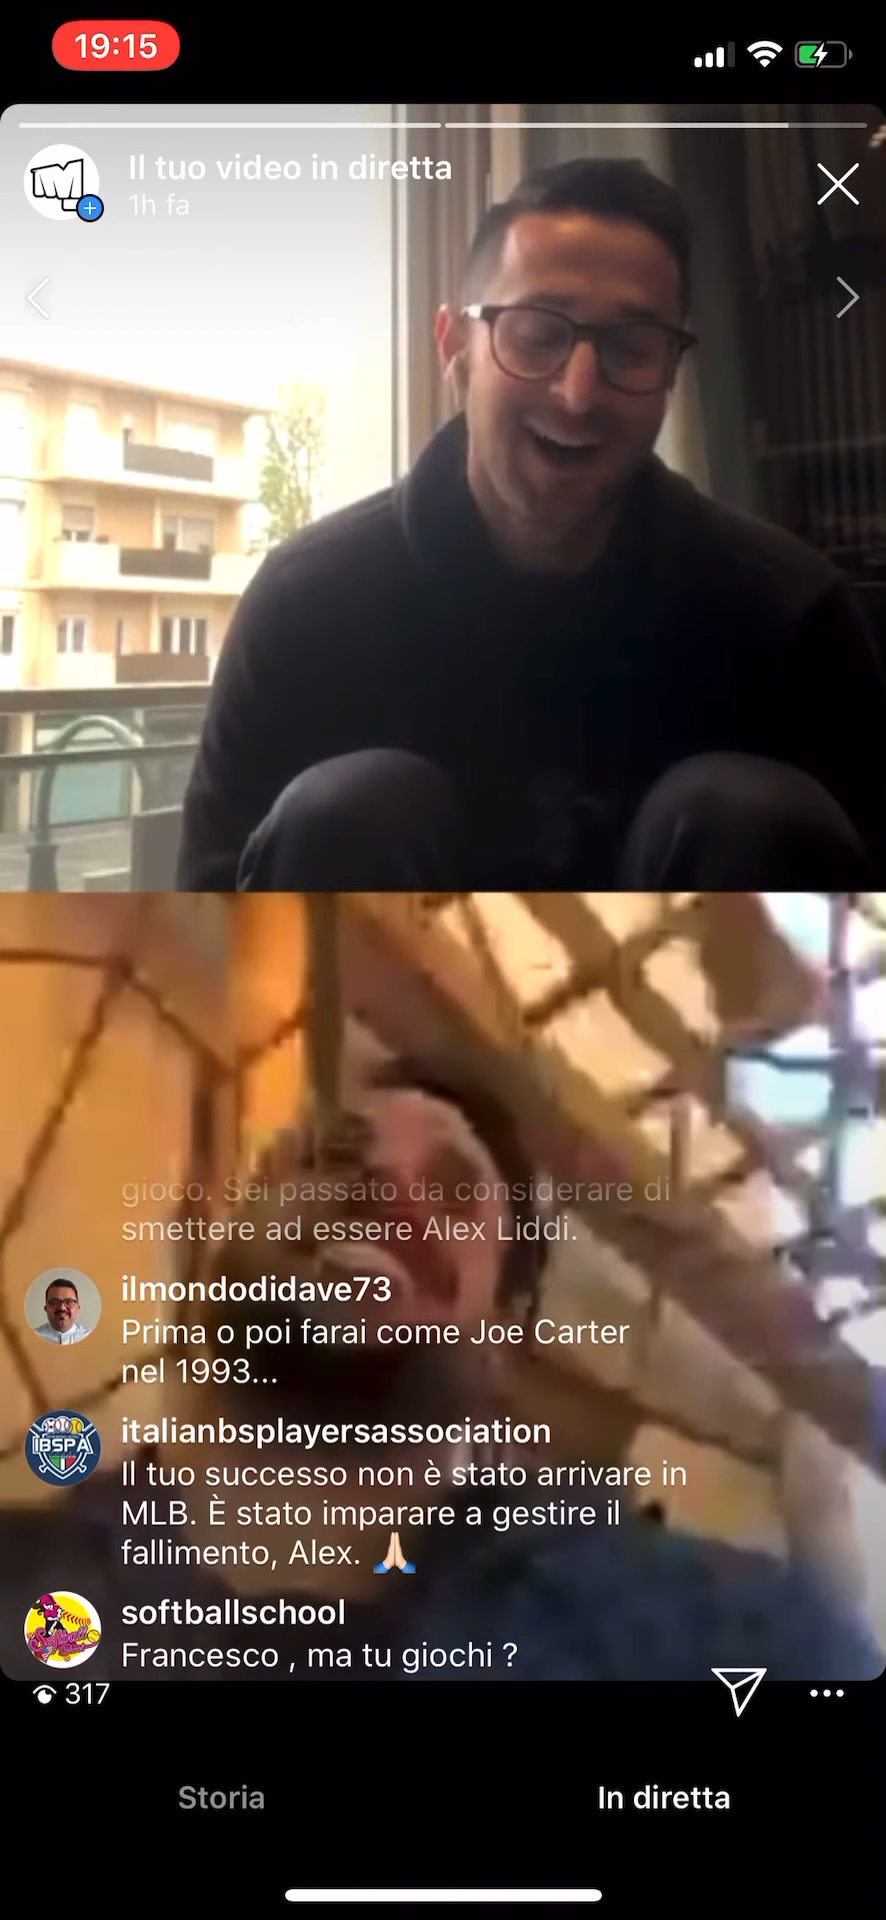 19:15
Il tuo video in diretta
1h fa
gioco. Sei passato da considerare di
smettere ad essere Alex Liddi.
ilmondodidave73
Prima o poi farai come Joe Carter
nel 1993...
italianbsplayersassociation
IBSPA
Il tuo successo non è stato arrivare in
MLB. È stato imparare a gestire il
fallimento, Alex. 🙏🏻
softballschool
Softball
Francesco , ma tu giochi ?
317
Storia
In diretta